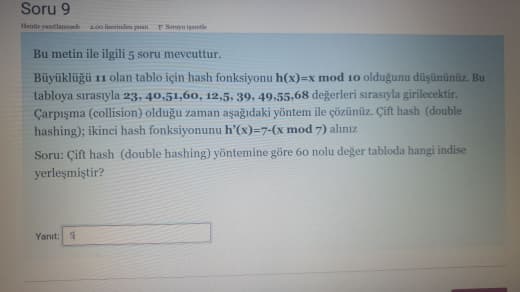 Soru 9
Henüz yanıtlanmadı 2,00 üzerinden puan Soruyu işaretle
Bu metin ile ilgili 5 soru mevcuttur.
Büyüklüğü 11 olan tablo için hash fonksiyonu h(x)=x mod 10 olduğunu düşününüz. Bu
tabloya sırasıyla 23, 40,51,60, 12,5, 39, 49,55,68 değerleri sırasıyla girilecektir.
Çarpışma (collision) olduğu zaman aşağıdaki yöntem ile çözünüz. Çift hash (double
hashing); ikinci hash fonksiyonunu h'(x)=7-(x mod 7) alınız
Soru: Çift hash (double hashing) yöntemine göre 60 nolu değer tabloda hangi indise
yerleşmiştir?
Yanıt: